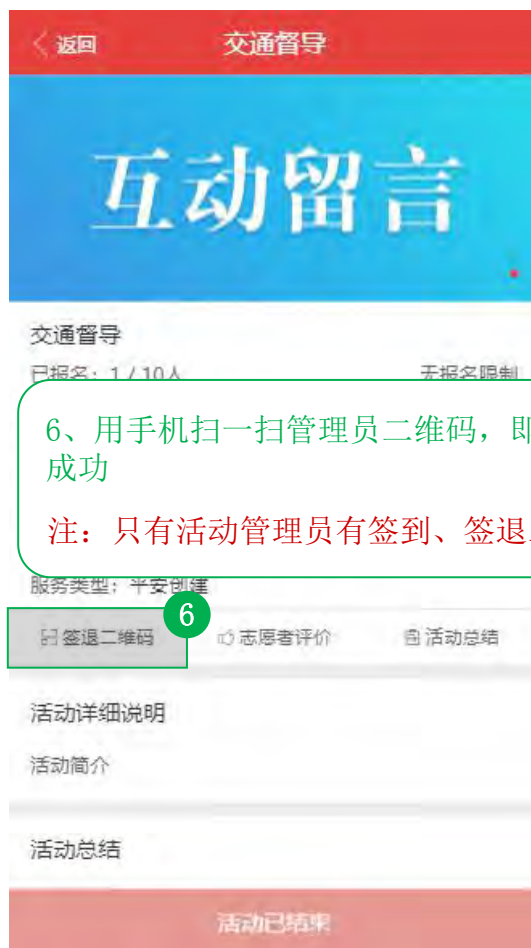 返回
交通督导
互动留言
交通督导
已报名：1 / 10人
无报名限制
6、用手机扫一扫管理员二维码，即
成功
注：只有活动管理员有签到、签退
服务类型：平安创建
6
签退二维码
志愿者评价
活动总结
活动详细说明
活动简介
活动总结
活动已结束